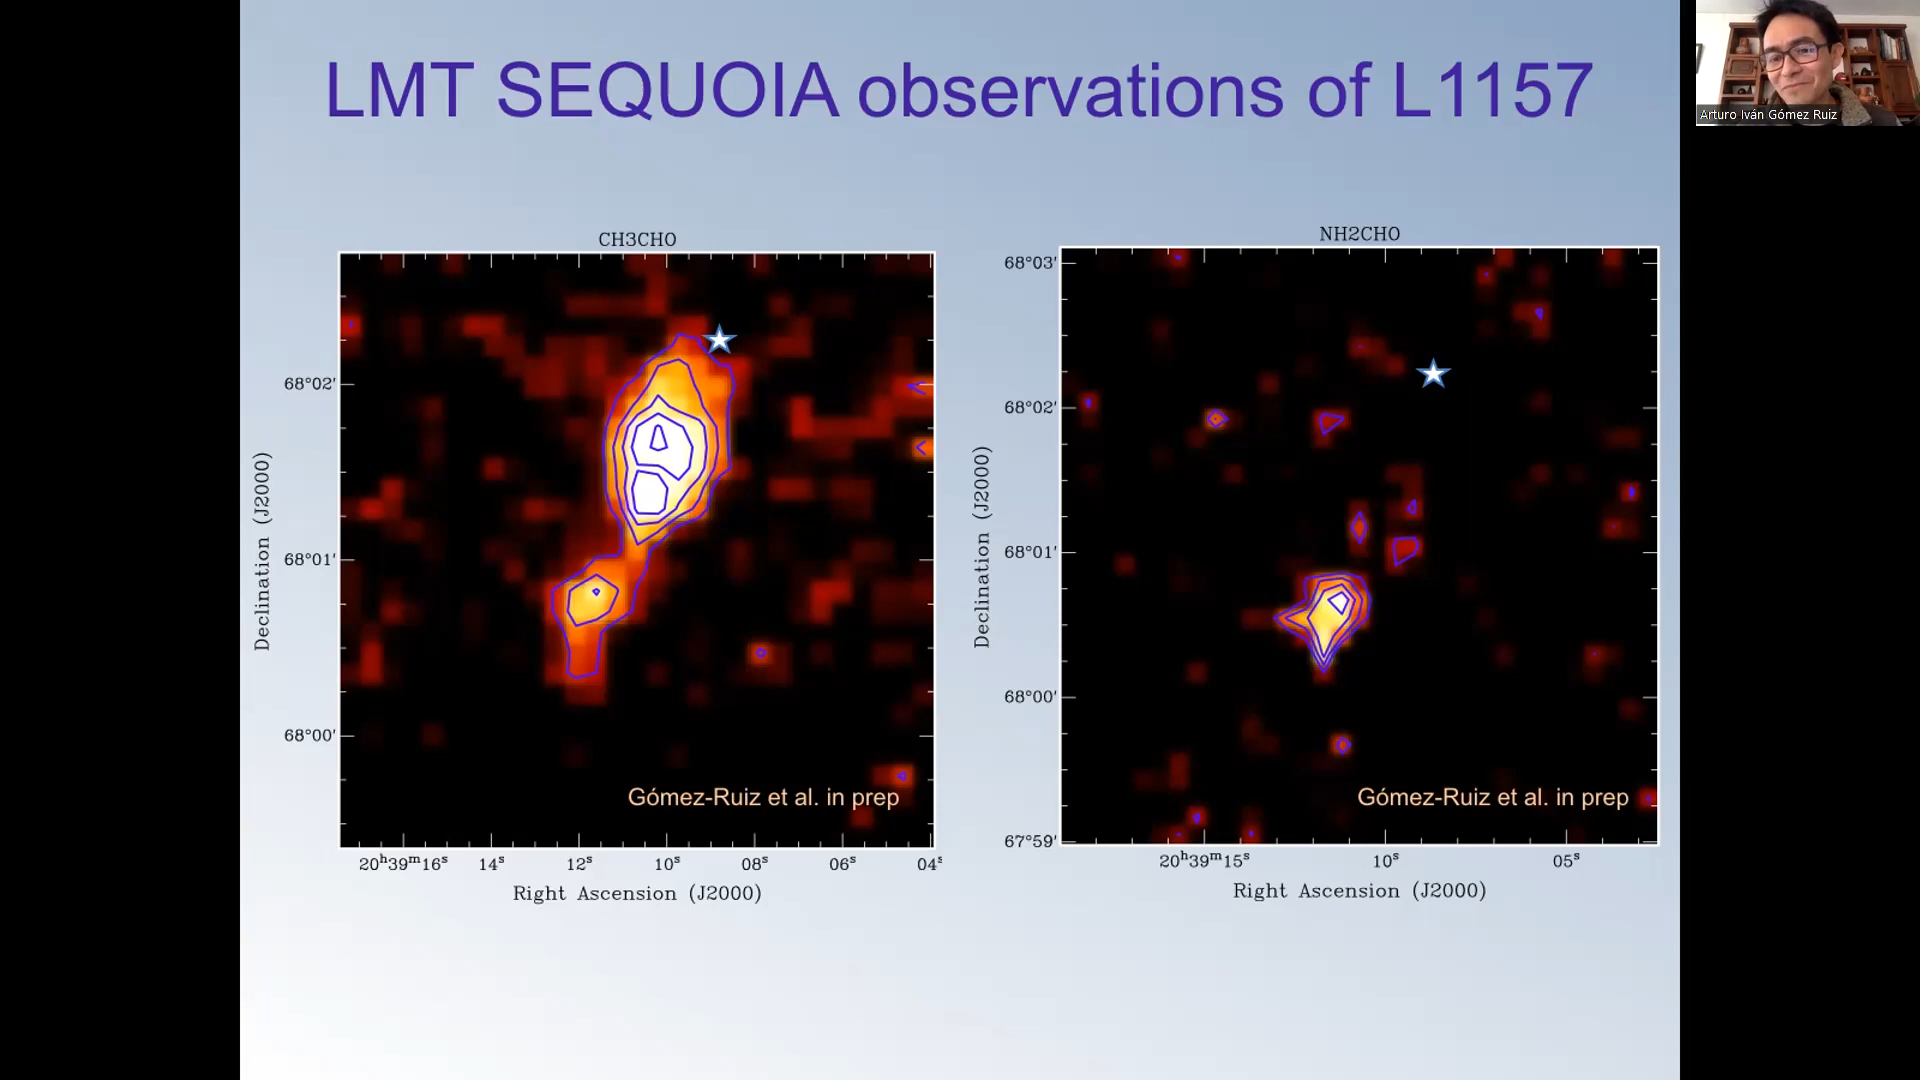 LMT SEQUOIA observations of L1157
Arturo Iván Gómez Ruiz
CH3CHO
68°02′
68°01′
68°00′
Declination (J2000)
Gómez-Ruiz et al. in prep
20ʰ39ᵐ16ˢ 14ˢ 12ˢ 10ˢ 08ˢ 06ˢ 04ˢ
Right Ascension (J2000)
NH2CHO
68°03′
68°02′
68°01′
68°00′
67°59′
Declination (J2000)
Gómez-Ruiz et al. in prep
20ʰ39ᵐ15ˢ 10ˢ 05ˢ
Right Ascension (J2000)